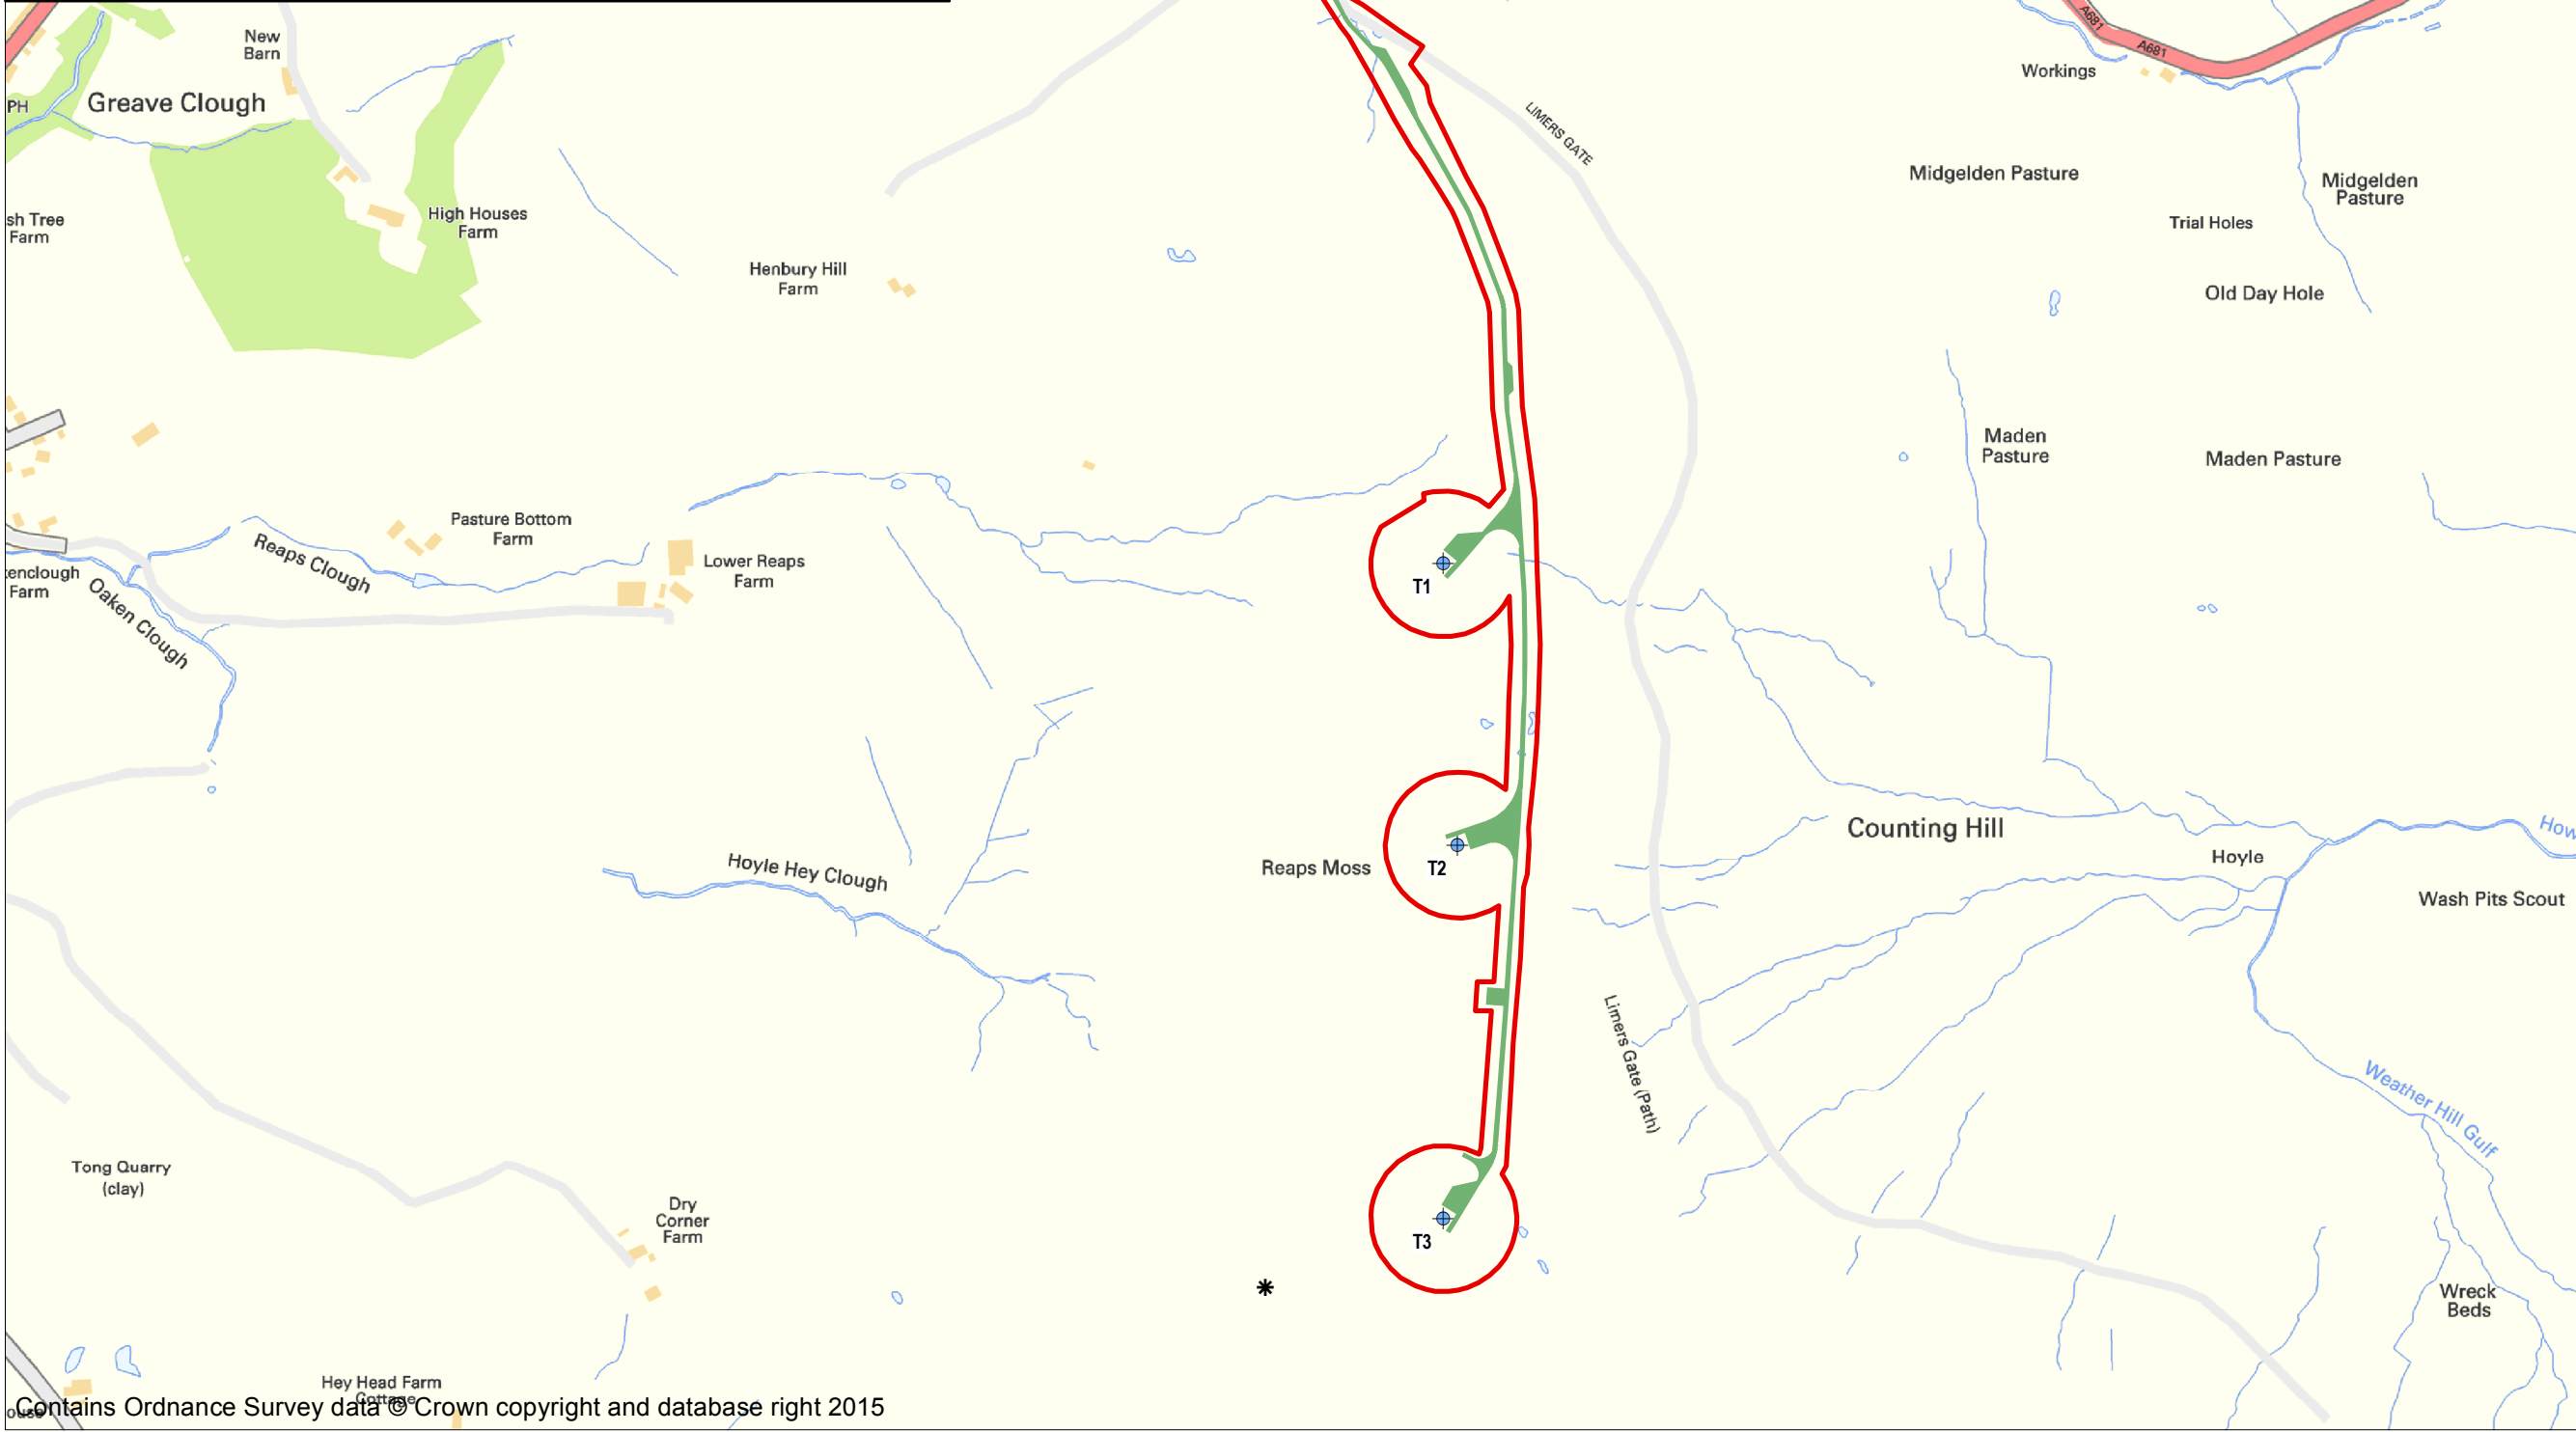 A681
A681
New
Barn
Workings
Greave Clough
PH
LIMERS GATE
Midgelden Pasture
Midgelden
Pasture
sh Tree
Farm
High Houses
Farm
Trial Holes
Henbury Hill
Farm
Old Day Hole
Maden
Pasture
Maden Pasture
Pasture Bottom
Farm
Reaps Clough
Lower Reaps
Farm
tenclough
Farm
Oaken Clough
T1
Counting Hill
How
Hoyle
Hoyle Hey Clough
Reaps Moss
T2
Wash Pits Scout
Limers Gate (Path)
Weather Hill Gulf
Tong Quarry
(clay)
Dry
Corner
Farm
T3
Wreck
Beds
Hey Head Farm
Cottage
ouse
Contains Ordnance Survey data © Crown copyright and database right 2015